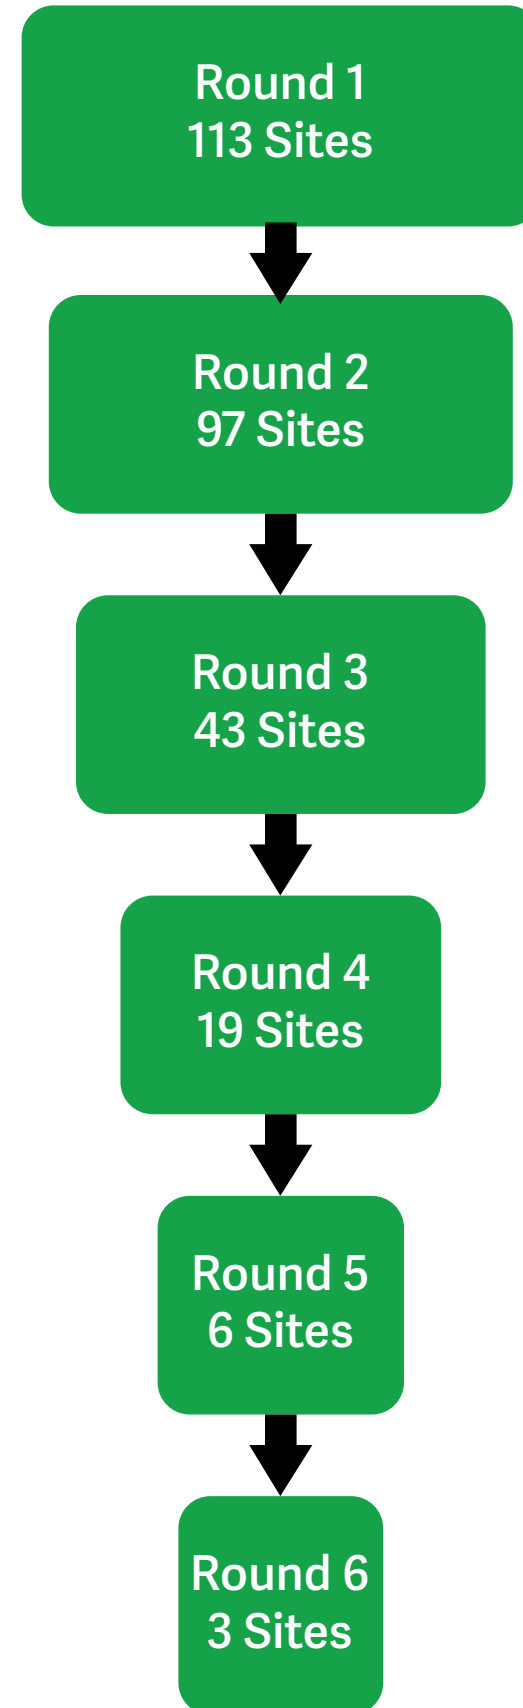 Round 1
113 Sites
Round 2
97 Sites
Round 3
43 Sites
Round 4
19 Sites
Round 5
6 Sites
Round 6
3 Sites